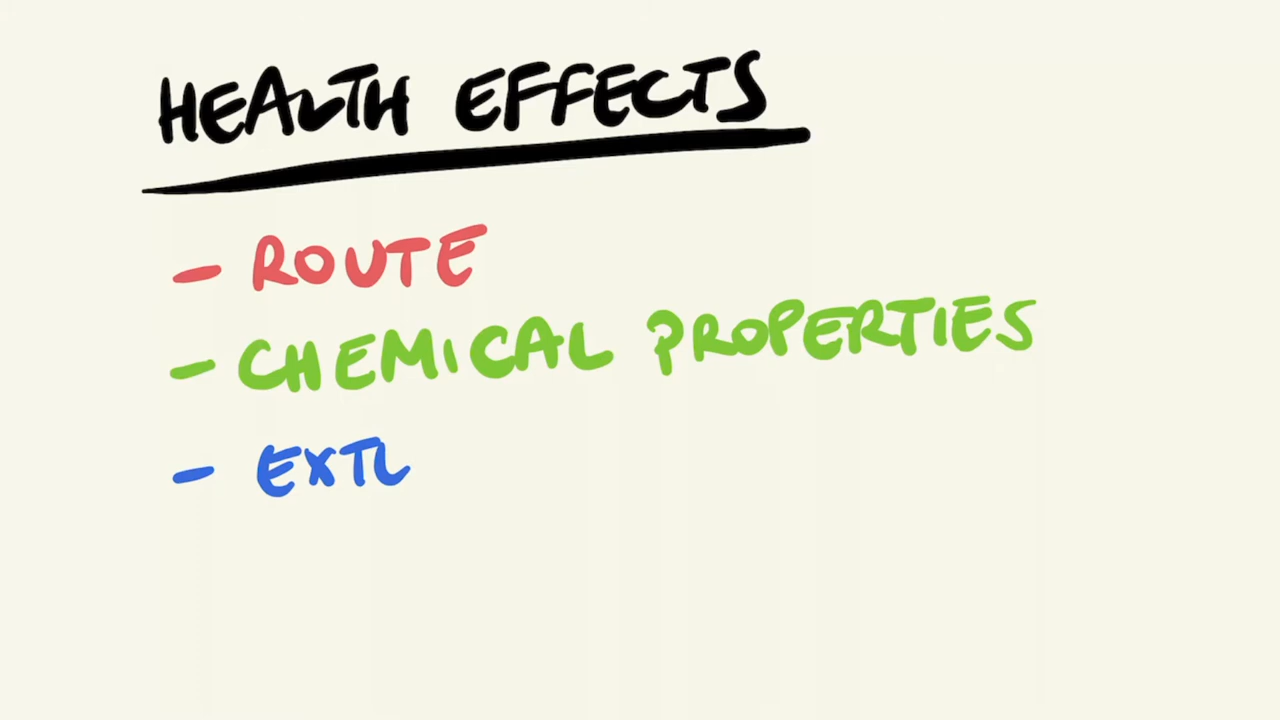 HEALTH EFFECTS
- ROUTE
- CHEMICAL PROPERTIES
- EXTL